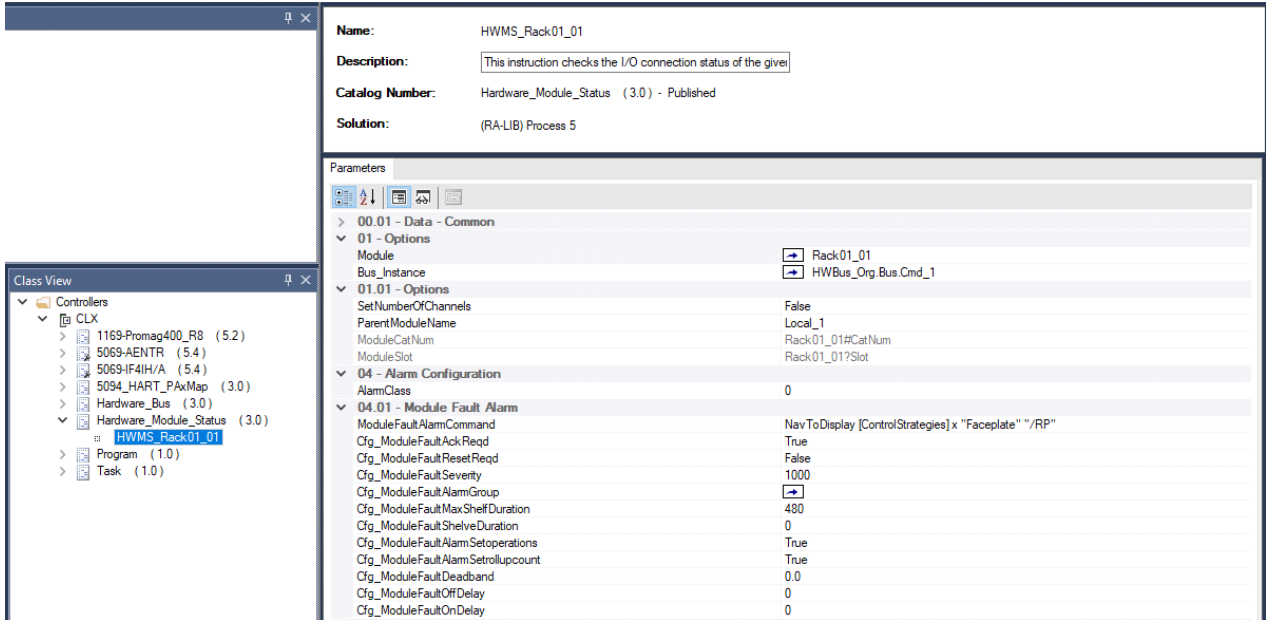 Name: HWMS_Rack01_01
Description: This instruction checks the I/O connection status of the given
Catalog Number: Hardware_Module_Status (3.0) - Published
Solution: (RA-LIB) Process 5
Parameters
00.01 - Data - Common
01 - Options
Module Rack01_01
Bus_Instance HWBus_Org.Bus.Cmd_1
01.01 - Options
SetNumberOfChannels False
ParentModuleName Local_1
ModuleCatNum Rack01_01#CatNum
ModuleSlot Rack01_01?Slot
04 - Alarm Configuration
AlarmClass 0
04.01 - Module Fault Alarm
ModuleFaultAlarmCommand NavToDisplay [ControlStrategies] x "Faceplate" "/RP"
Cfg_ModuleFaultAckReqd True
Cfg_ModuleFaultResetReqd False
Cfg_ModuleFaultSeverity 1000
Cfg_ModuleFaultAlarmGroup
Cfg_ModuleFaultMaxShelfDuration 480
Cfg_ModuleFaultShelveDuration 0
Cfg_ModuleFaultAlarmSetoperations True
Cfg_ModuleFaultAlarmSetrollupcount True
Cfg_ModuleFaultDeadband 0.0
Cfg_ModuleFaultOffDelay 0
Cfg_ModuleFaultOnDelay 0
Class View
Controllers
CLX
1169-Promag400_R8 (5.2)
5069-AENTR (5.4)
5069-IF4IH/A (5.4)
5094_HART_PAxMap (3.0)
Hardware_Bus (3.0)
Hardware_Module_Status (3.0)
HWMS_Rack01_01
Program (1.0)
Task (1.0)